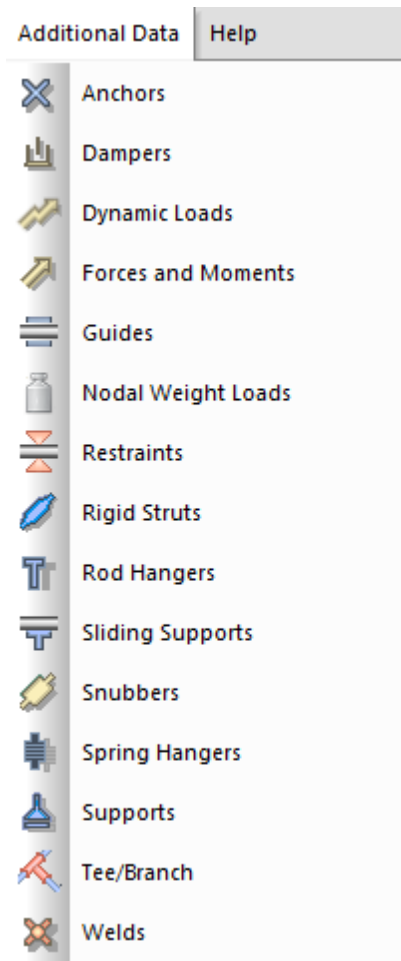 Additional Data Help
Anchors
Dampers
Dynamic Loads
Forces and Moments
Guides
Nodal Weight Loads
Restraints
Rigid Struts
Rod Hangers
Sliding Supports
Snubbers
Spring Hangers
Supports
Tee/Branch
Welds